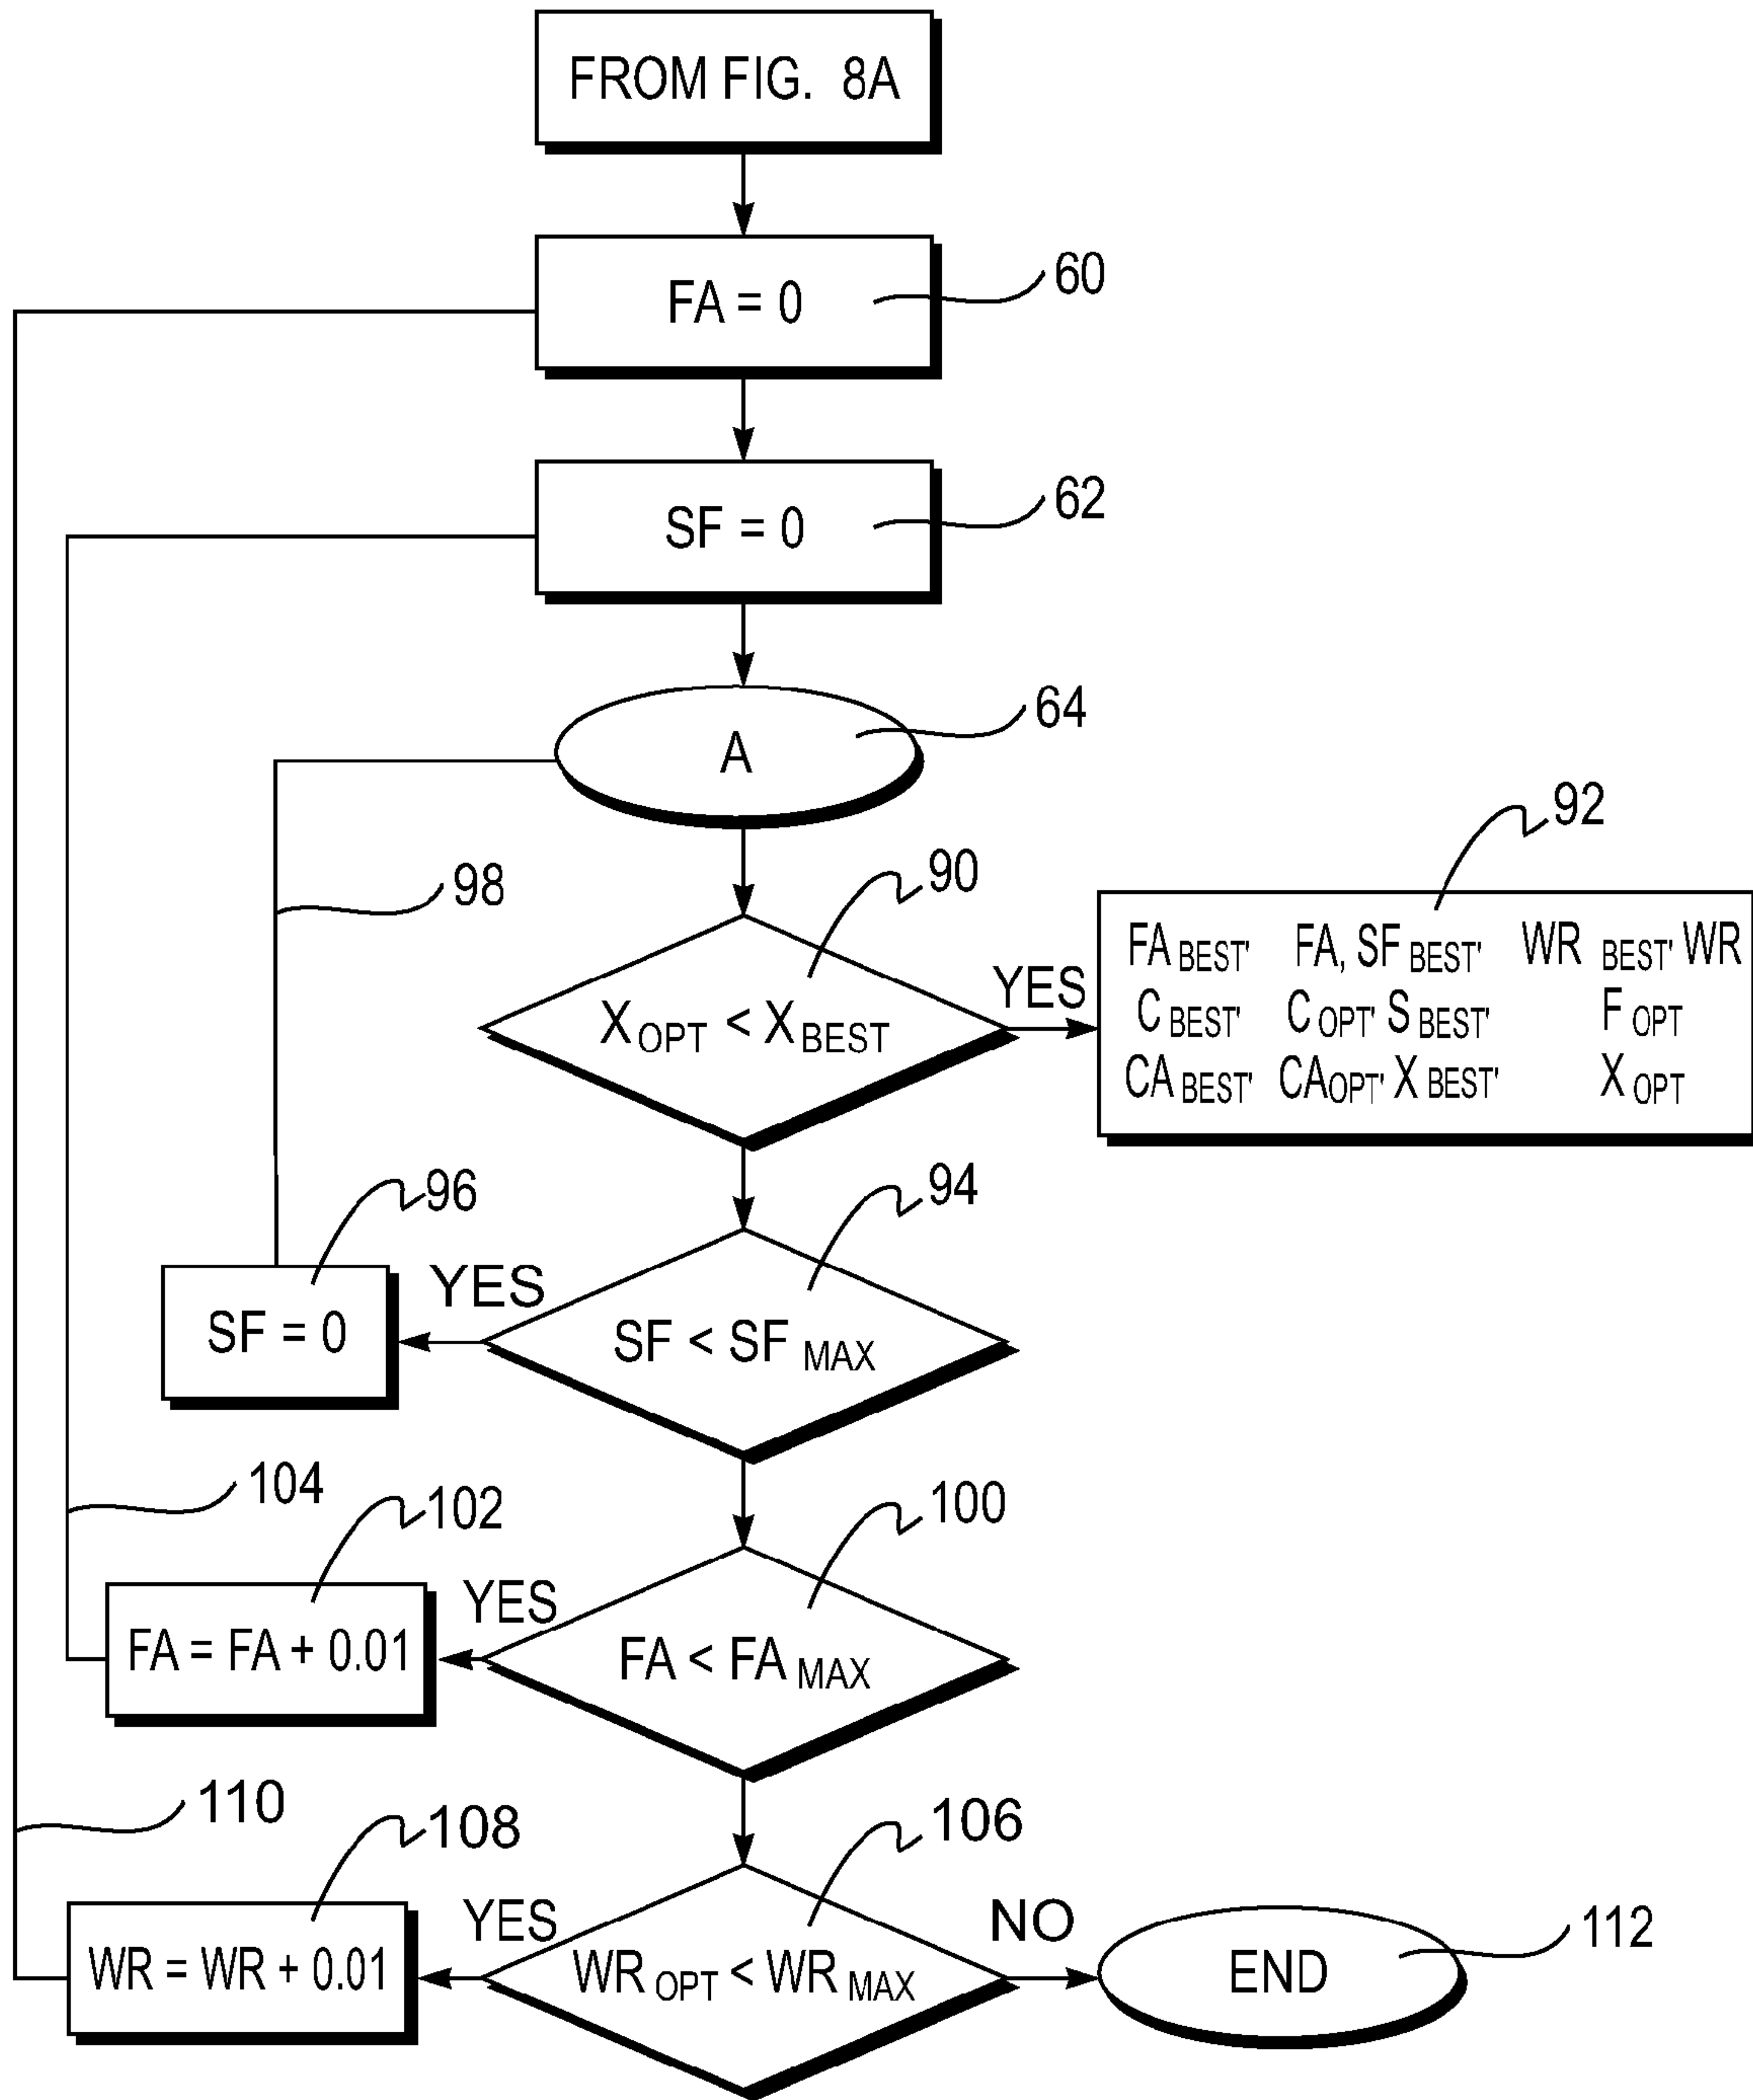 FROM FIG. 8A
FA = 0
60
SF = 0
62
A
64
98
90
92
X OPT < X BEST
YES
FA BEST' FA, SF BEST' WR BEST' WR
C BEST' C OPT' S BEST' F OPT
CA BEST' CA OPT' X BEST' X OPT
96
94
SF = 0
YES
SF < SF MAX
104
102
100
FA = FA + 0.01
YES
FA < FA MAX
110
108
106
WR = WR + 0.01
YES
WR OPT < WR MAX
NO
END
112